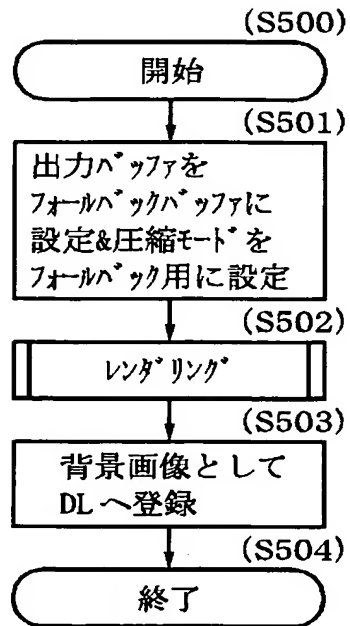 (S500)
開始
(S501)
出力バッファを
フォールバックバッファに
設定&圧縮モードを
フォールバック用に設定
(S502)
レンダリング
(S503)
背景画像として
DLへ登録
(S504)
終了